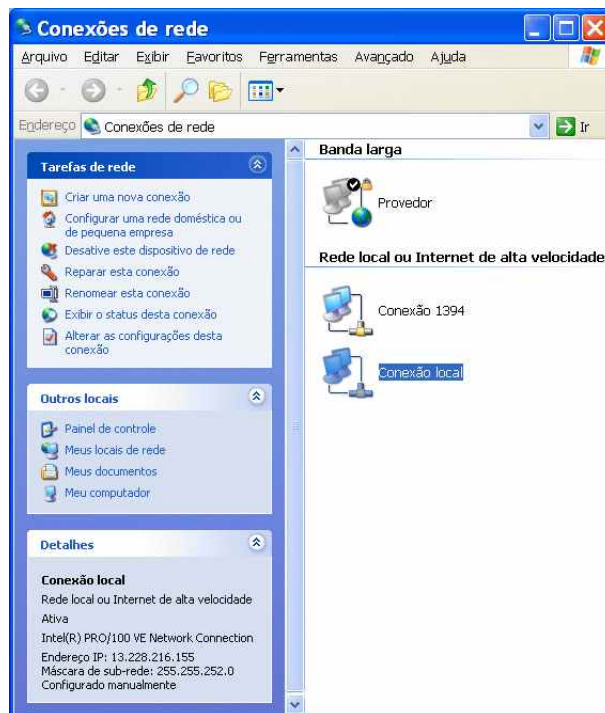 Conexões de rede
Arquivo Editar Exibir Favoritos Ferramentas Avançado Ajuda
Endereço Conexões de rede Ir
Tarefas de rede
Criar uma nova conexão
Configurar uma rede doméstica ou
de pequena empresa
Desative este dispositivo de rede
Reparar esta conexão
Renomear esta conexão
Exibir o status desta conexão
Alterar as configurações desta
conexão
Outros locais
Painel de controle
Meus locais de rede
Meus documentos
Meu computador
Detalhes
Conexão local
Rede local ou Internet de alta velocidade
Ativa
Intel(R) PRO/100 VE Network Connection
Endereço IP: 13.228.216.155
Máscara de sub-rede: 255.255.252.0
Configurado manualmente
Banda larga
Provedor
Rede local ou Internet de alta velocidade
Conexão 1394
Conexão local